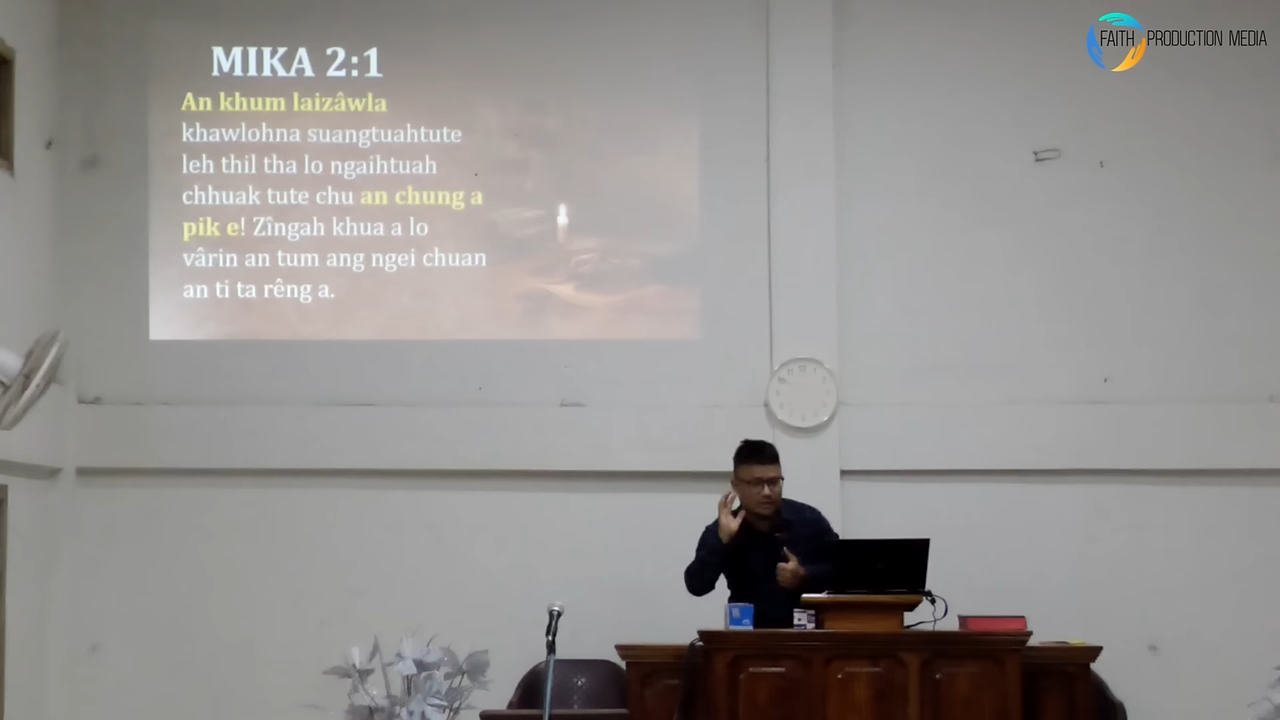 FAITH PRODUCTION MEDIA
MIKA 2:1
An khum laizâwla
khawlohna suangtuahtute
leh thil tha lo ngaihtuah
chhuak tute chu an chung a
pik e! Zîngah khua a lo
vârin an tum ang ngei chuan
an ti ta rêng a.